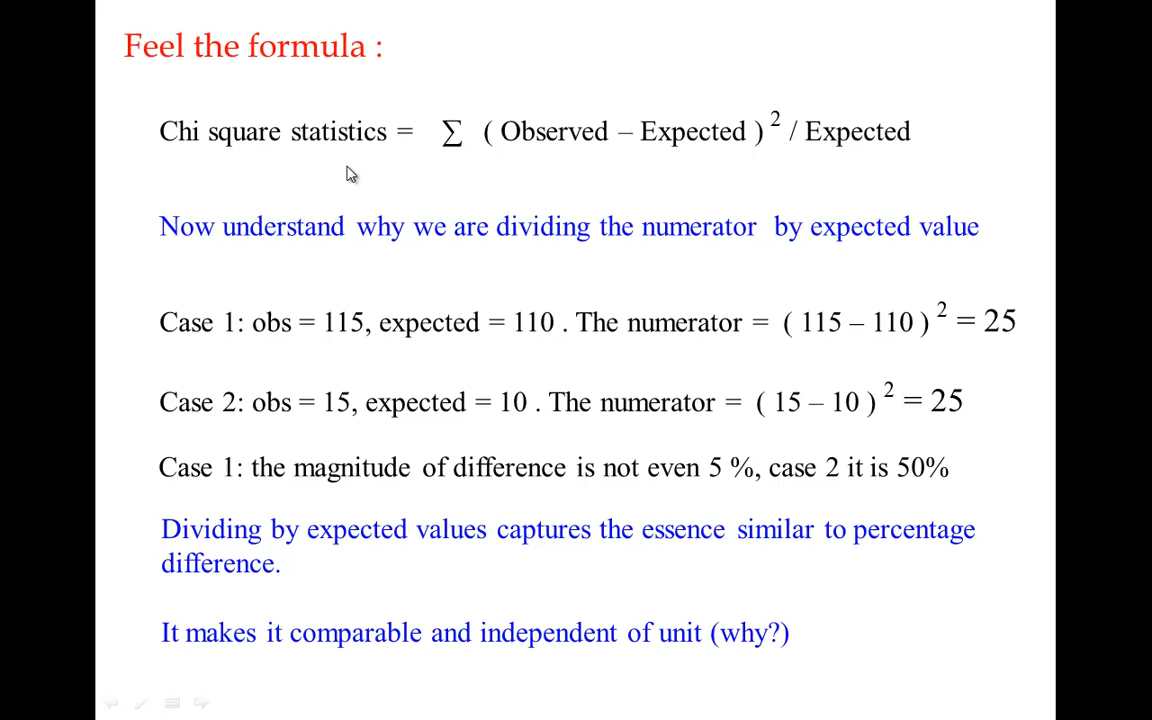 Feel the formula :
Chi square statistics = ∑ ( Observed – Expected ) 2 / Expected
Now understand why we are dividing the numerator by expected value
Case 1: obs = 115, expected = 110 . The numerator = ( 115 – 110 ) 2 = 25
Case 2: obs = 15, expected = 10 . The numerator = ( 15 – 10 ) 2 = 25
Case 1: the magnitude of difference is not even 5 %, case 2 it is 50%
Dividing by expected values captures the essence similar to percentage
difference.
It makes it comparable and independent of unit (why?)